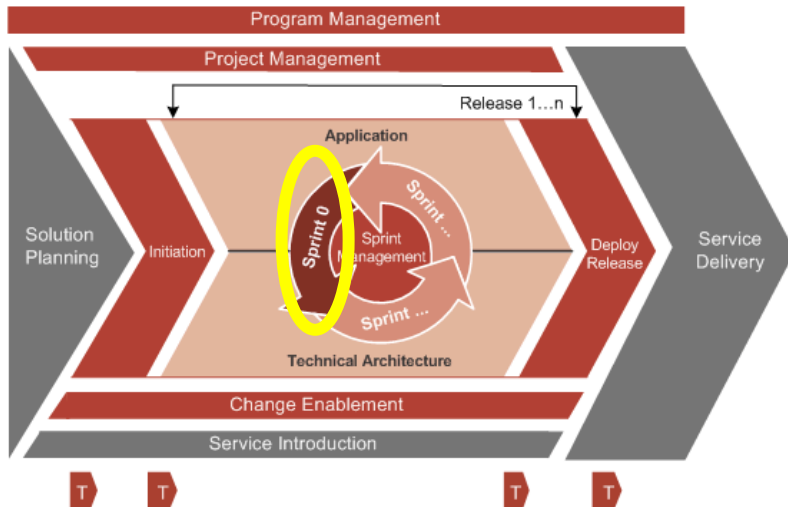 Program Management
Project Management
Release 1...n
Application
Solution
Planning
Initiation
Sprint 0
Sprint ...
Sprint
Management
Sprint ...
Deploy
Release
Service
Delivery
Technical Architecture
Change Enablement
Service Introduction
T
T
T
T